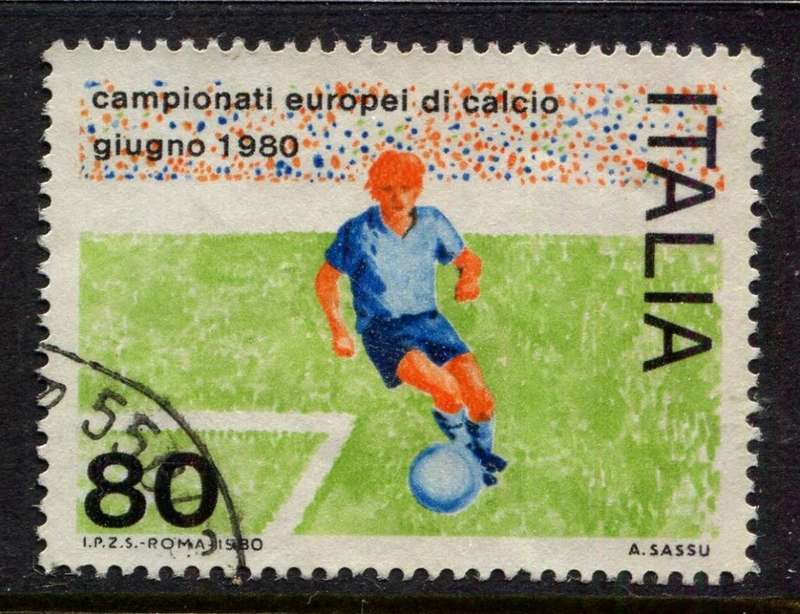 campionati europei di calcio
giugno 1980
ITALIA
80
I.P.Z.S.-ROMA-1980
A. SASSU